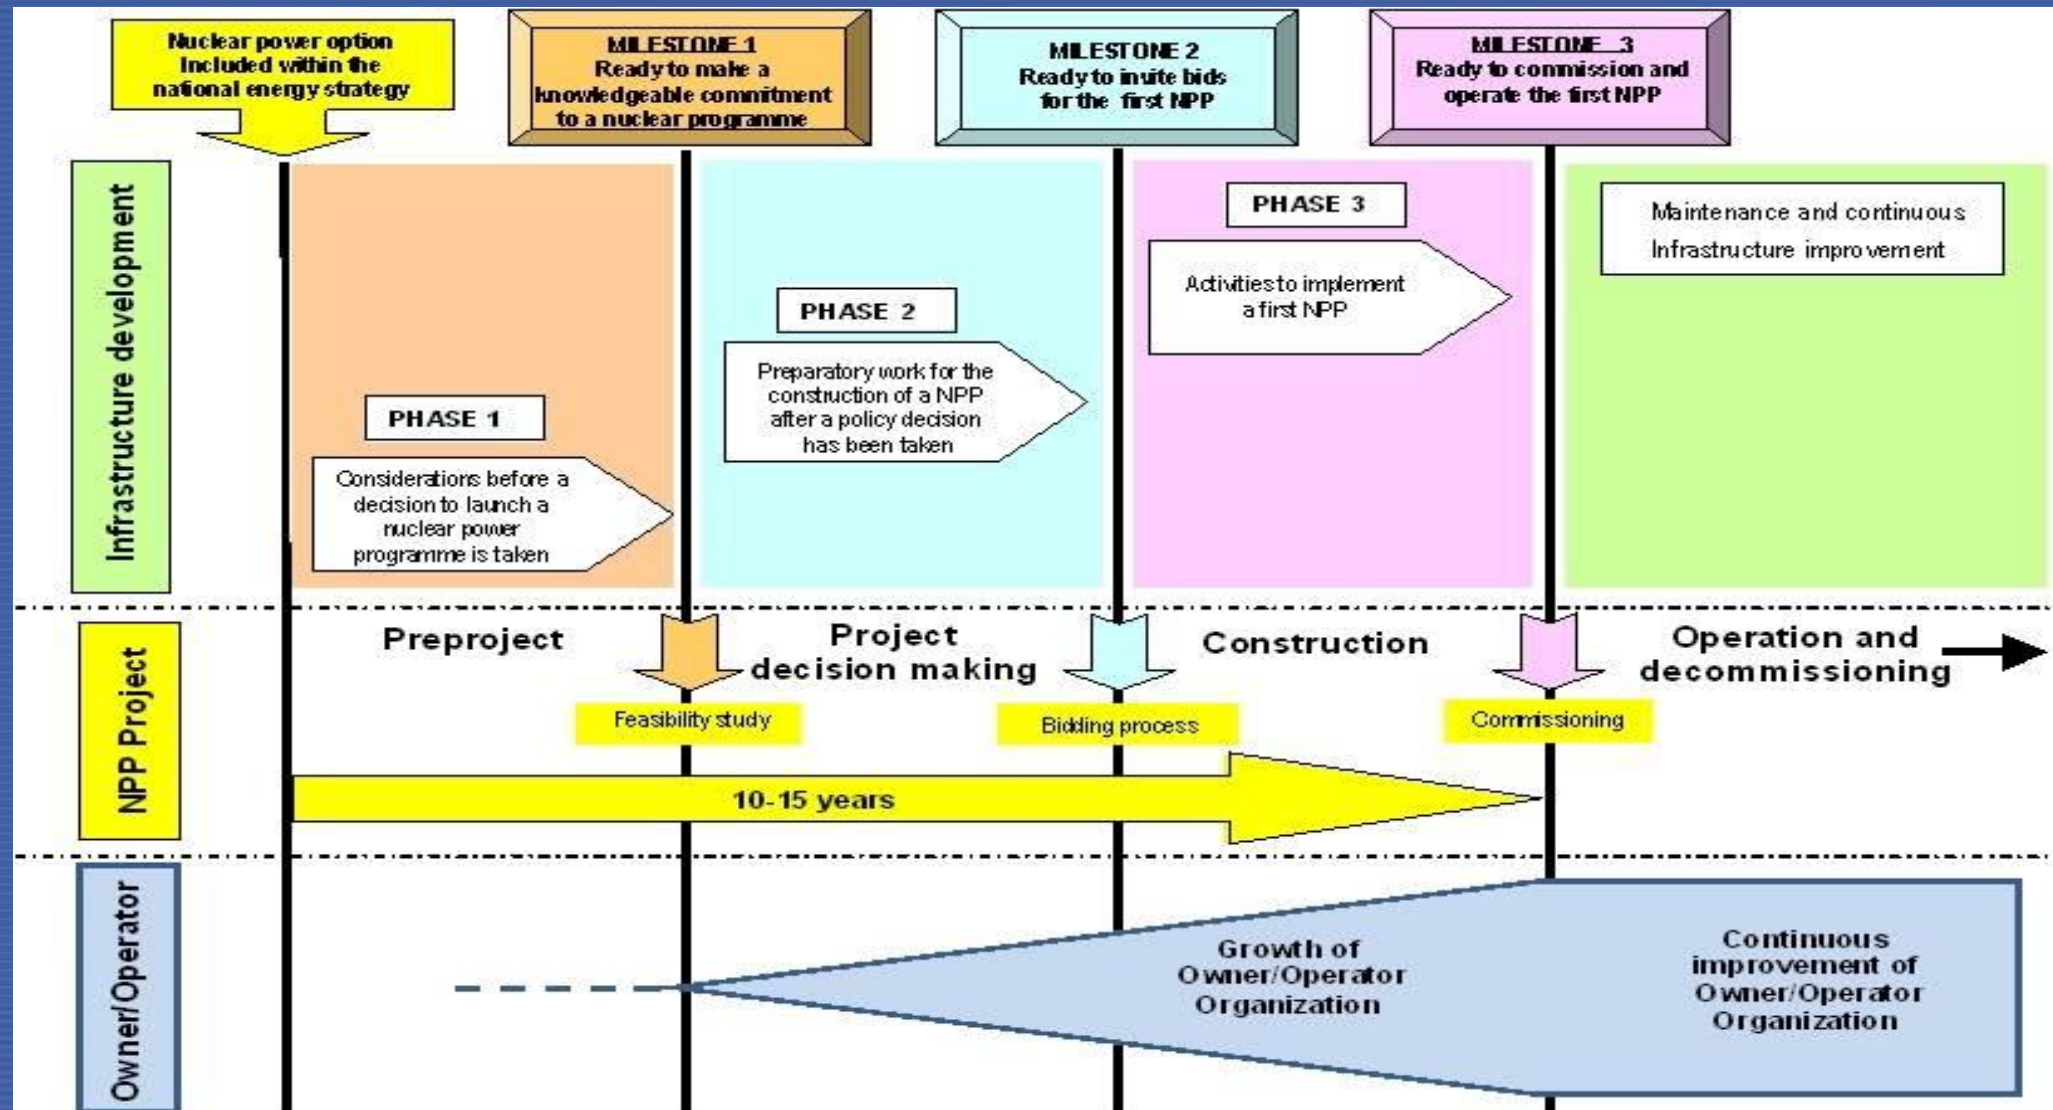 Nuclear power option
Included within the
national energy strategy
MILESTONE 1
Ready to make a
knowledgeable commitment
to a nuclear programme
MILESTONE 2
Ready to invite bids
for the first NPP
MILESTONE 3
Ready to commission and
operate the first NPP
Infrastructure development
PHASE 1
Considerations before a
decision to launch a
nuclear power
programme is taken
PHASE 2
Preparatory work for the
construction of a NPP
after a policy decision
has been taken
PHASE 3
Activities to implement
a first NPP
Maintenance and continuous
Infrastructure improvement
NPP Project
Preproject
Project
decision making
Construction
Operation and
decommissioning
Feasibility study
Bidding process
Commissioning
10-15 years
Owner/Operator
Growth of
Owner/Operator
Organization
Continuous
improvement of
Owner/Operator
Organization